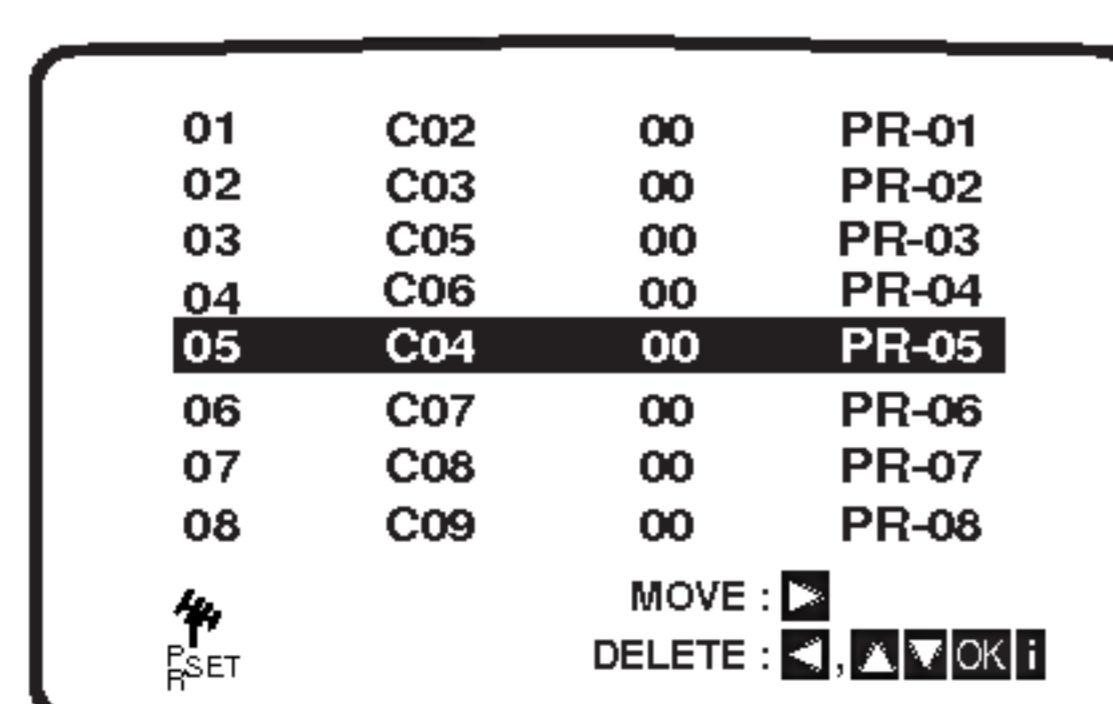 01 C02 00 PR-01
02 C03 00 PR-02
03 C05 00 PR-03
04 C06 00 PR-04
05 C04 00 PR-05
06 C07 00 PR-06
07 C08 00 PR-07
08 C09 00 PR-08
MOVE :
DELETE : , OK i
PR SET